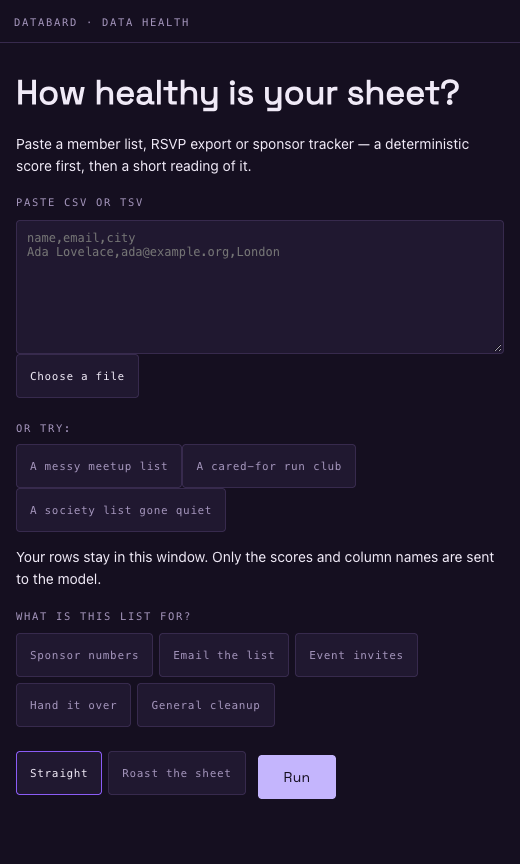 DATABARD · DATA HEALTH
How healthy is your sheet?
Paste a member list, RSVP export or sponsor tracker — a deterministic
score first, then a short reading of it.
PASTE CSV OR TSV
name,email,city
Ada Lovelace,ada@example.org,London
Choose a file
OR TRY:
A messy meetup list A cared-for run club
A society list gone quiet
Your rows stay in this window. Only the scores and column names are sent
to the model.
WHAT IS THIS LIST FOR?
Sponsor numbers Email the list Event invites
Hand it over General cleanup
Straight Roast the sheet Run